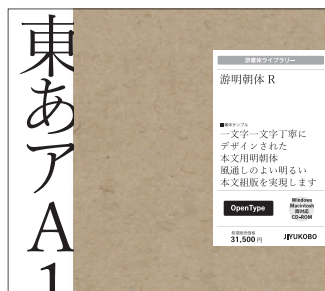 東
あ
ア
A
1
游書体ライブラリー
游明朝体 R
■書体サンプル
一文字一文字丁寧に
デザインされた
本文用明朝体
風通しのよい明るい
本文組版を実現します
OpenType
Windows
Macintosh
両対応
CD-ROM
希望販売価格
31,500 円
JIYUKOBO